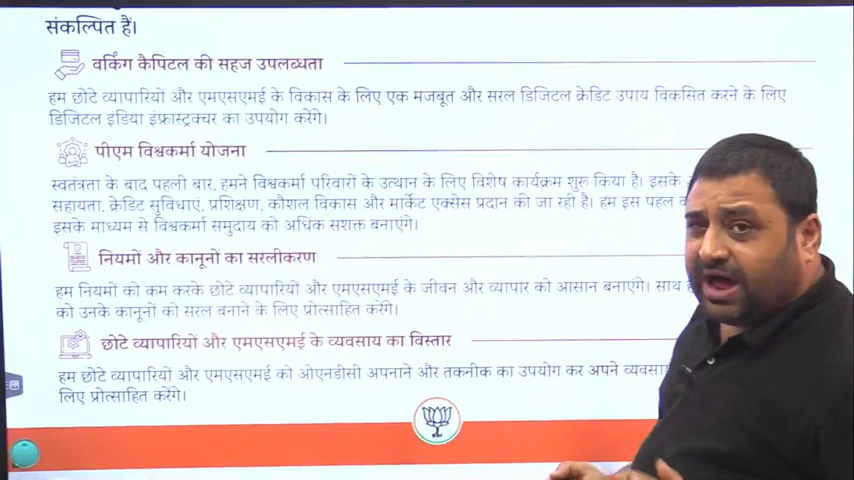 संकल्पित हैं।
वर्किंग कैपिटल की सहज उपलब्धता
हम छोटे व्यापारियों और एमएसएमई के विकास के लिए एक मजबूत और सरल डिजिटल क्रेडिट उपाय विकसित करने के लिए
डिजिटल इंडिया इंफ्रास्ट्रक्चर का उपयोग करेंगे।
पीएम विश्वकर्मा योजना
स्वतंत्रता के बाद पहली बार, हमने विश्वकर्मा परिवारों के उत्थान के लिए विशेष कार्यक्रम शुरू किया है। इसके
सहायता, क्रेडिट सुविधाएं, प्रशिक्षण, कौशल विकास और मार्केट एक्सेस प्रदान की जा रही है। हम इस पहल
इसके माध्यम से विश्वकर्मा समुदाय को अधिक सशक्त बनाएंगे।
नियमों और कानूनों का सरलीकरण
हम नियमों को कम करके छोटे व्यापारियों और एमएसएमई के जीवन और व्यापार को आसान बनाएंगे। साथ
को उनके कानूनों को सरल बनाने के लिए प्रोत्साहित करेंगे।
छोटे व्यापारियों और एमएसएमई के व्यवसाय का विस्तार
हम छोटे व्यापारियों और एमएसएमई को ओएनडीसी अपनाने और तकनीक का उपयोग कर अपने व्यवसाय
लिए प्रोत्साहित करेंगे।